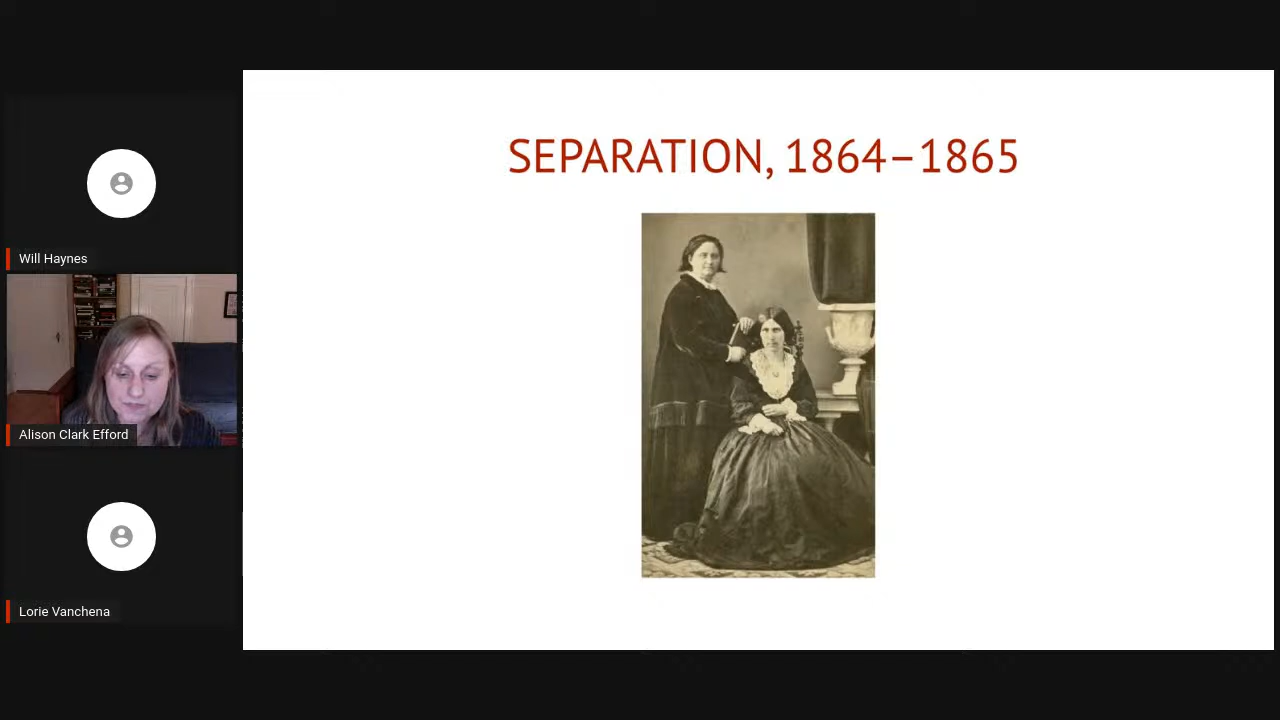 SEPARATION, 1864–1865
Will Haynes
Alison Clark Efford
Lorie Vanchena